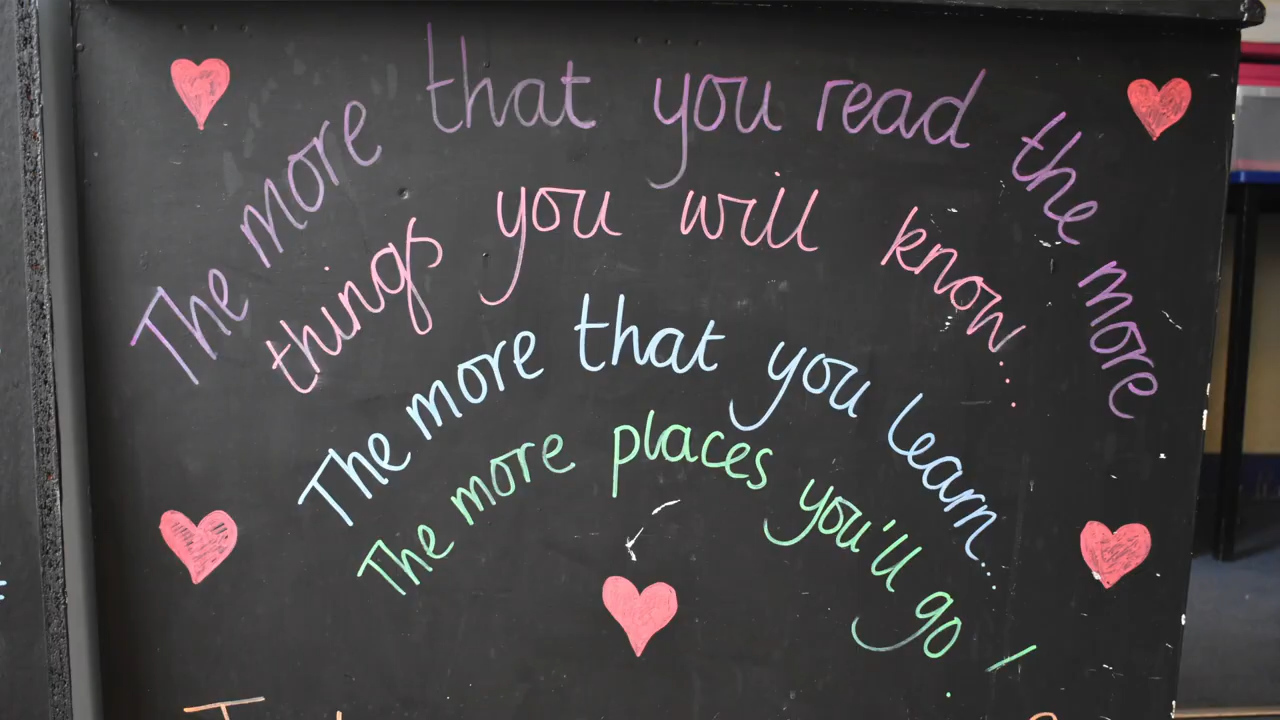 The more that you read the more
things you will know...
The more that you learn...
The more places you'll go!